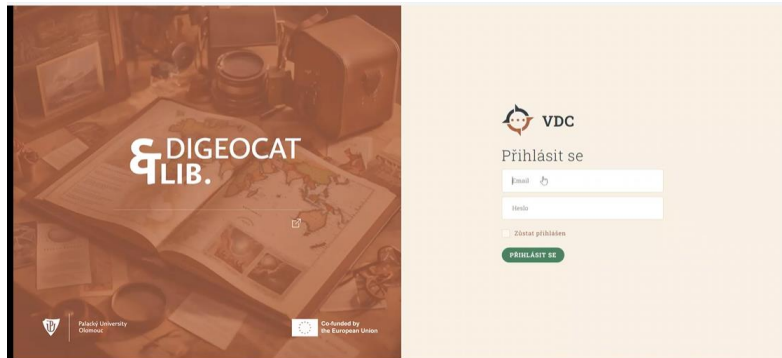 & DIGEOCAT
LIB.
Palacký University
Olomouc
Co-funded by
the European Union
VDC
Přihlásit se
Email
Heslo
Zůstat přihlášen
PŘIHLÁSIT SE